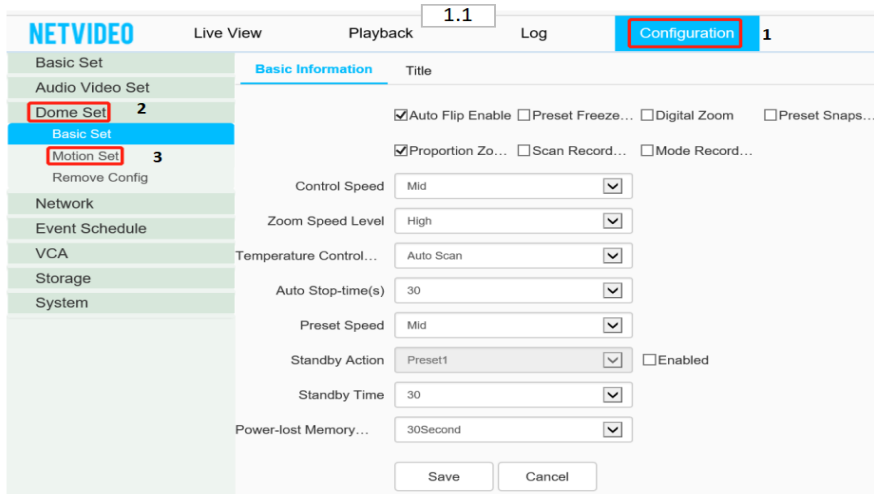 1.1
NETVIDEO Live View Playback Log Configuration 1
Basic Set
Audio Video Set
Dome Set 2
Basic Set
Motion Set 3
Remove Config
Network
Event Schedule
VCA
Storage
System
Basic Information Title
Auto Flip Enable Preset Freeze... Digital Zoom Preset Snaps...
Proportion Zo... Scan Record... Mode Record...
Control Speed Mid
Zoom Speed Level High
Temperature Control... Auto Scan
Auto Stop-time(s) 30
Preset Speed Mid
Standby Action Preset1 Enabled
Standby Time 30
Power-lost Memory... 30Second
Save Cancel